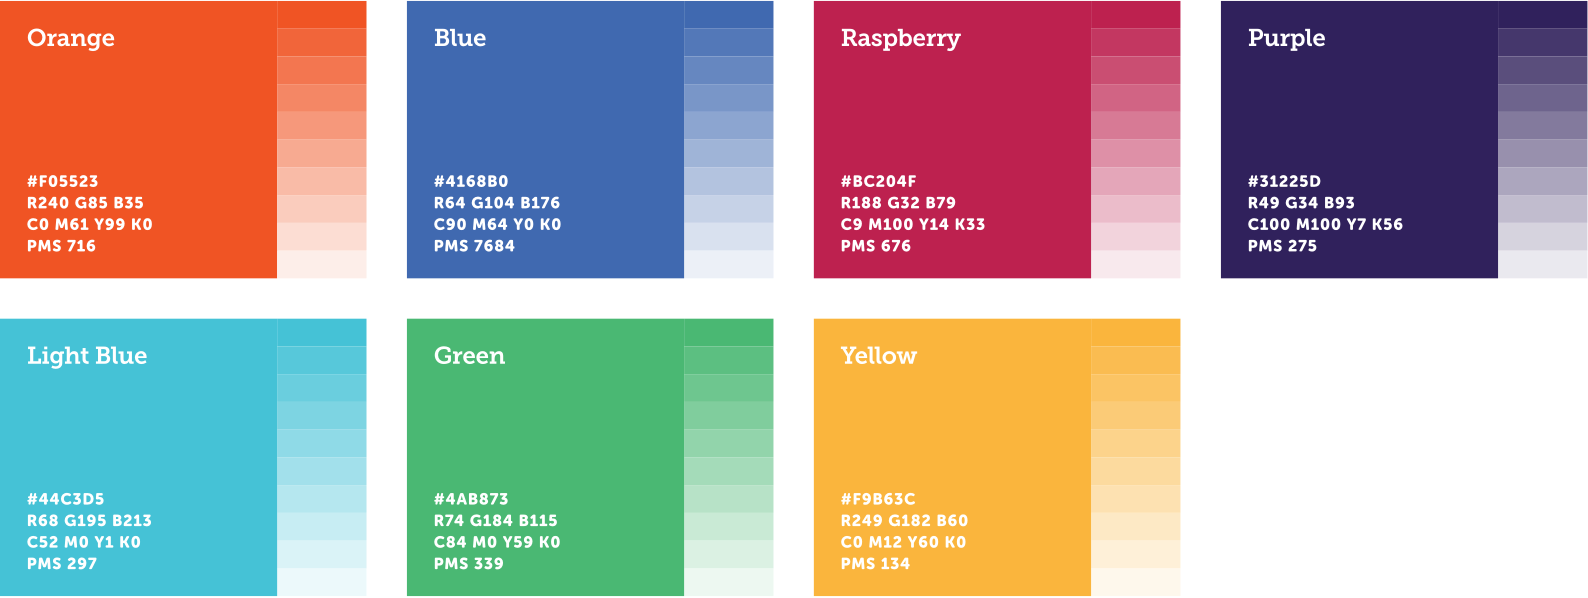 Orange
#F05523
R240 G85 B35
C0 M61 Y99 K0
PMS 716
Blue
#4168B0
R64 G104 B176
C90 M64 Y0 K0
PMS 7684
Raspberry
#BC204F
R188 G32 B79
C9 M100 Y14 K33
PMS 676
Purple
#31225D
R49 G34 B93
C100 M100 Y7 K56
PMS 275
Light Blue
#44C3D5
R68 G195 B213
C52 M0 Y1 K0
PMS 297
Green
#4AB873
R74 G184 B115
C84 M0 Y59 K0
PMS 339
Yellow
#F9B63C
R249 G182 B60
C0 M12 Y60 K0
PMS 134